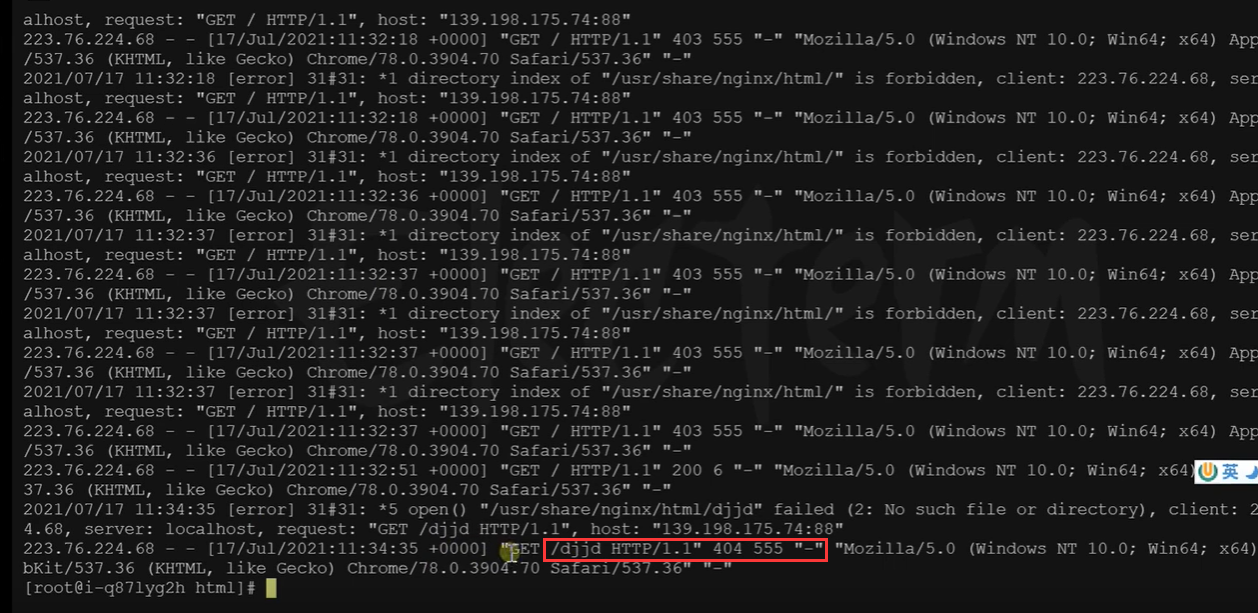 alhost, request: "GET / HTTP/1.1", host: "139.198.175.74:88"
223.76.224.68 - - [17/Jul/2021:11:32:18 +0000] "GET / HTTP/1.1" 403 555 "-" "Mozilla/5.0 (Windows NT 10.0; Win64; x64) App
/537.36 (KHTML, like Gecko) Chrome/78.0.3904.70 Safari/537.36" "-"
2021/07/17 11:32:18 [error] 31#31: *1 directory index of "/usr/share/nginx/html/" is forbidden, client: 223.76.224.68, ser
alhost, request: "GET / HTTP/1.1", host: "139.198.175.74:88"
223.76.224.68 - - [17/Jul/2021:11:32:18 +0000] "GET / HTTP/1.1" 403 555 "-" "Mozilla/5.0 (Windows NT 10.0; Win64; x64) App
/537.36 (KHTML, like Gecko) Chrome/78.0.3904.70 Safari/537.36" "-"
2021/07/17 11:32:36 [error] 31#31: *1 directory index of "/usr/share/nginx/html/" is forbidden, client: 223.76.224.68, ser
alhost, request: "GET / HTTP/1.1", host: "139.198.175.74:88"
223.76.224.68 - - [17/Jul/2021:11:32:36 +0000] "GET / HTTP/1.1" 403 555 "-" "Mozilla/5.0 (Windows NT 10.0; Win64; x64) App
/537.36 (KHTML, like Gecko) Chrome/78.0.3904.70 Safari/537.36" "-"
2021/07/17 11:32:37 [error] 31#31: *1 directory index of "/usr/share/nginx/html/" is forbidden, client: 223.76.224.68, ser
alhost, request: "GET / HTTP/1.1", host: "139.198.175.74:88"
223.76.224.68 - - [17/Jul/2021:11:32:37 +0000] "GET / HTTP/1.1" 403 555 "-" "Mozilla/5.0 (Windows NT 10.0; Win64; x64) App
/537.36 (KHTML, like Gecko) Chrome/78.0.3904.70 Safari/537.36" "-"
2021/07/17 11:32:37 [error] 31#31: *1 directory index of "/usr/share/nginx/html/" is forbidden, client: 223.76.224.68, ser
alhost, request: "GET / HTTP/1.1", host: "139.198.175.74:88"
223.76.224.68 - - [17/Jul/2021:11:32:37 +0000] "GET / HTTP/1.1" 403 555 "-" "Mozilla/5.0 (Windows NT 10.0; Win64; x64) App
/537.36 (KHTML, like Gecko) Chrome/78.0.3904.70 Safari/537.36" "-"
2021/07/17 11:32:37 [error] 31#31: *1 directory index of "/usr/share/nginx/html/" is forbidden, client: 223.76.224.68, ser
alhost, request: "GET / HTTP/1.1", host: "139.198.175.74:88"
223.76.224.68 - - [17/Jul/2021:11:32:37 +0000] "GET / HTTP/1.1" 403 555 "-" "Mozilla/5.0 (Windows NT 10.0; Win64; x64) App
/537.36 (KHTML, like Gecko) Chrome/78.0.3904.70 Safari/537.36" "-"
223.76.224.68 - - [17/Jul/2021:11:32:51 +0000] "GET / HTTP/1.1" 200 6 "-" "Mozilla/5.0 (Windows NT 10.0; Win64; x64) 英
37.36 (KHTML, like Gecko) Chrome/78.0.3904.70 Safari/537.36" "-"
2021/07/17 11:34:35 [error] 31#31: *5 open() "/usr/share/nginx/html/djjd" failed (2: No such file or directory), client: 2
4.68, server: localhost, request: "GET /djjd HTTP/1.1", host: "139.198.175.74:88"
223.76.224.68 - - [17/Jul/2021:11:34:35 +0000] "GET /djjd HTTP/1.1" 404 555 "-" "Mozilla/5.0 (Windows NT 10.0; Win64; x64)
bKit/537.36 (KHTML, like Gecko) Chrome/78.0.3904.70 Safari/537.36" "-"
[root@i-q87lyg2h html]#